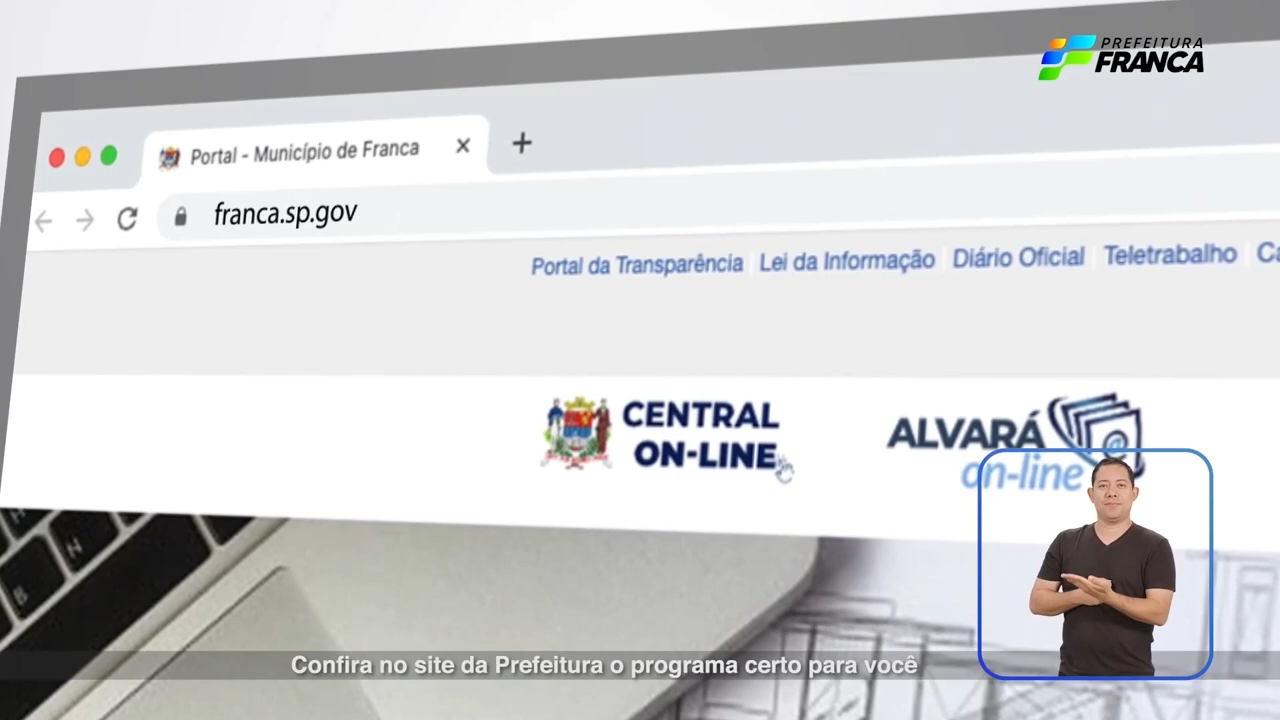 PREFEITURA
FRANCA
Portal - Município de Franca
franca.sp.gov
Portal da Transparência Lei da Informação Diário Oficial Teletrabalho
CENTRAL
ON-LINE
ALVARÁ
on-line
Confira no site da Prefeitura o programa certo para você